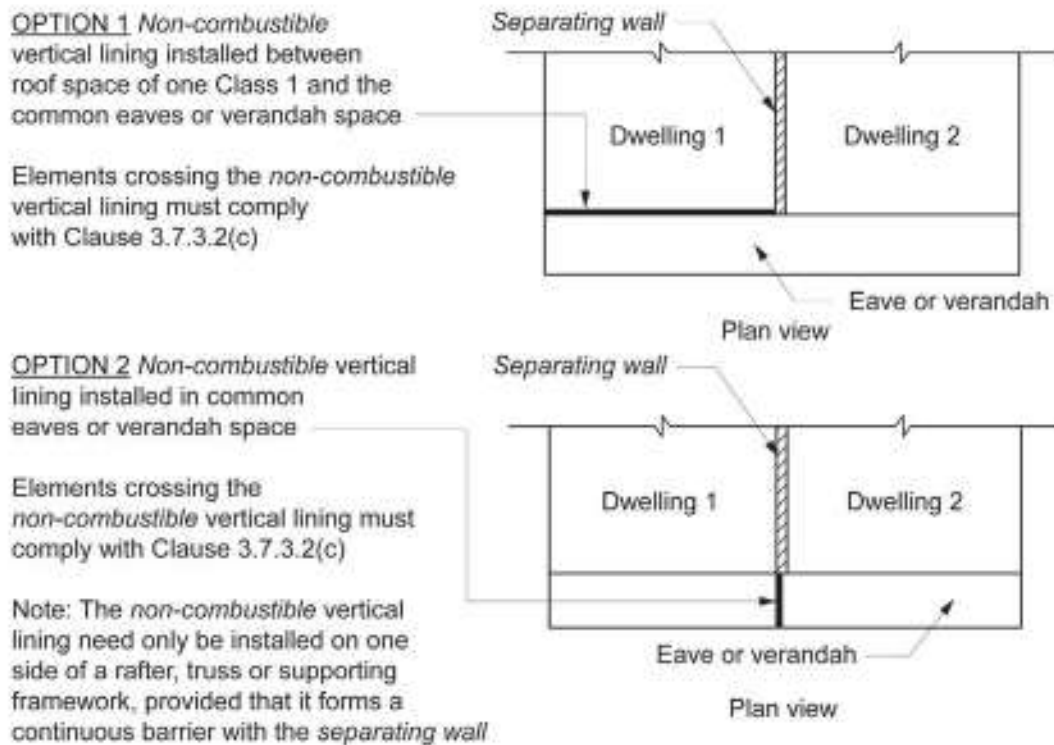 OPTION 1 Non-combustible
vertical lining installed between
roof space of one Class 1 and the
common eaves or verandah space
Elements crossing the non-combustible
vertical lining must comply
with Clause 3.7.3.2(c)
Separating wall
Dwelling 1
Dwelling 2
Eave or verandah
Plan view
OPTION 2 Non-combustible vertical
lining installed in common
eaves or verandah space
Elements crossing the
non-combustible vertical lining must
comply with Clause 3.7.3.2(c)
Note: The non-combustible vertical
lining need only be installed on one
side of a rafter, truss or supporting
framework, provided that it forms a
continuous barrier with the separating wall
Separating wall
Dwelling 1
Dwelling 2
Eave or verandah
Plan view